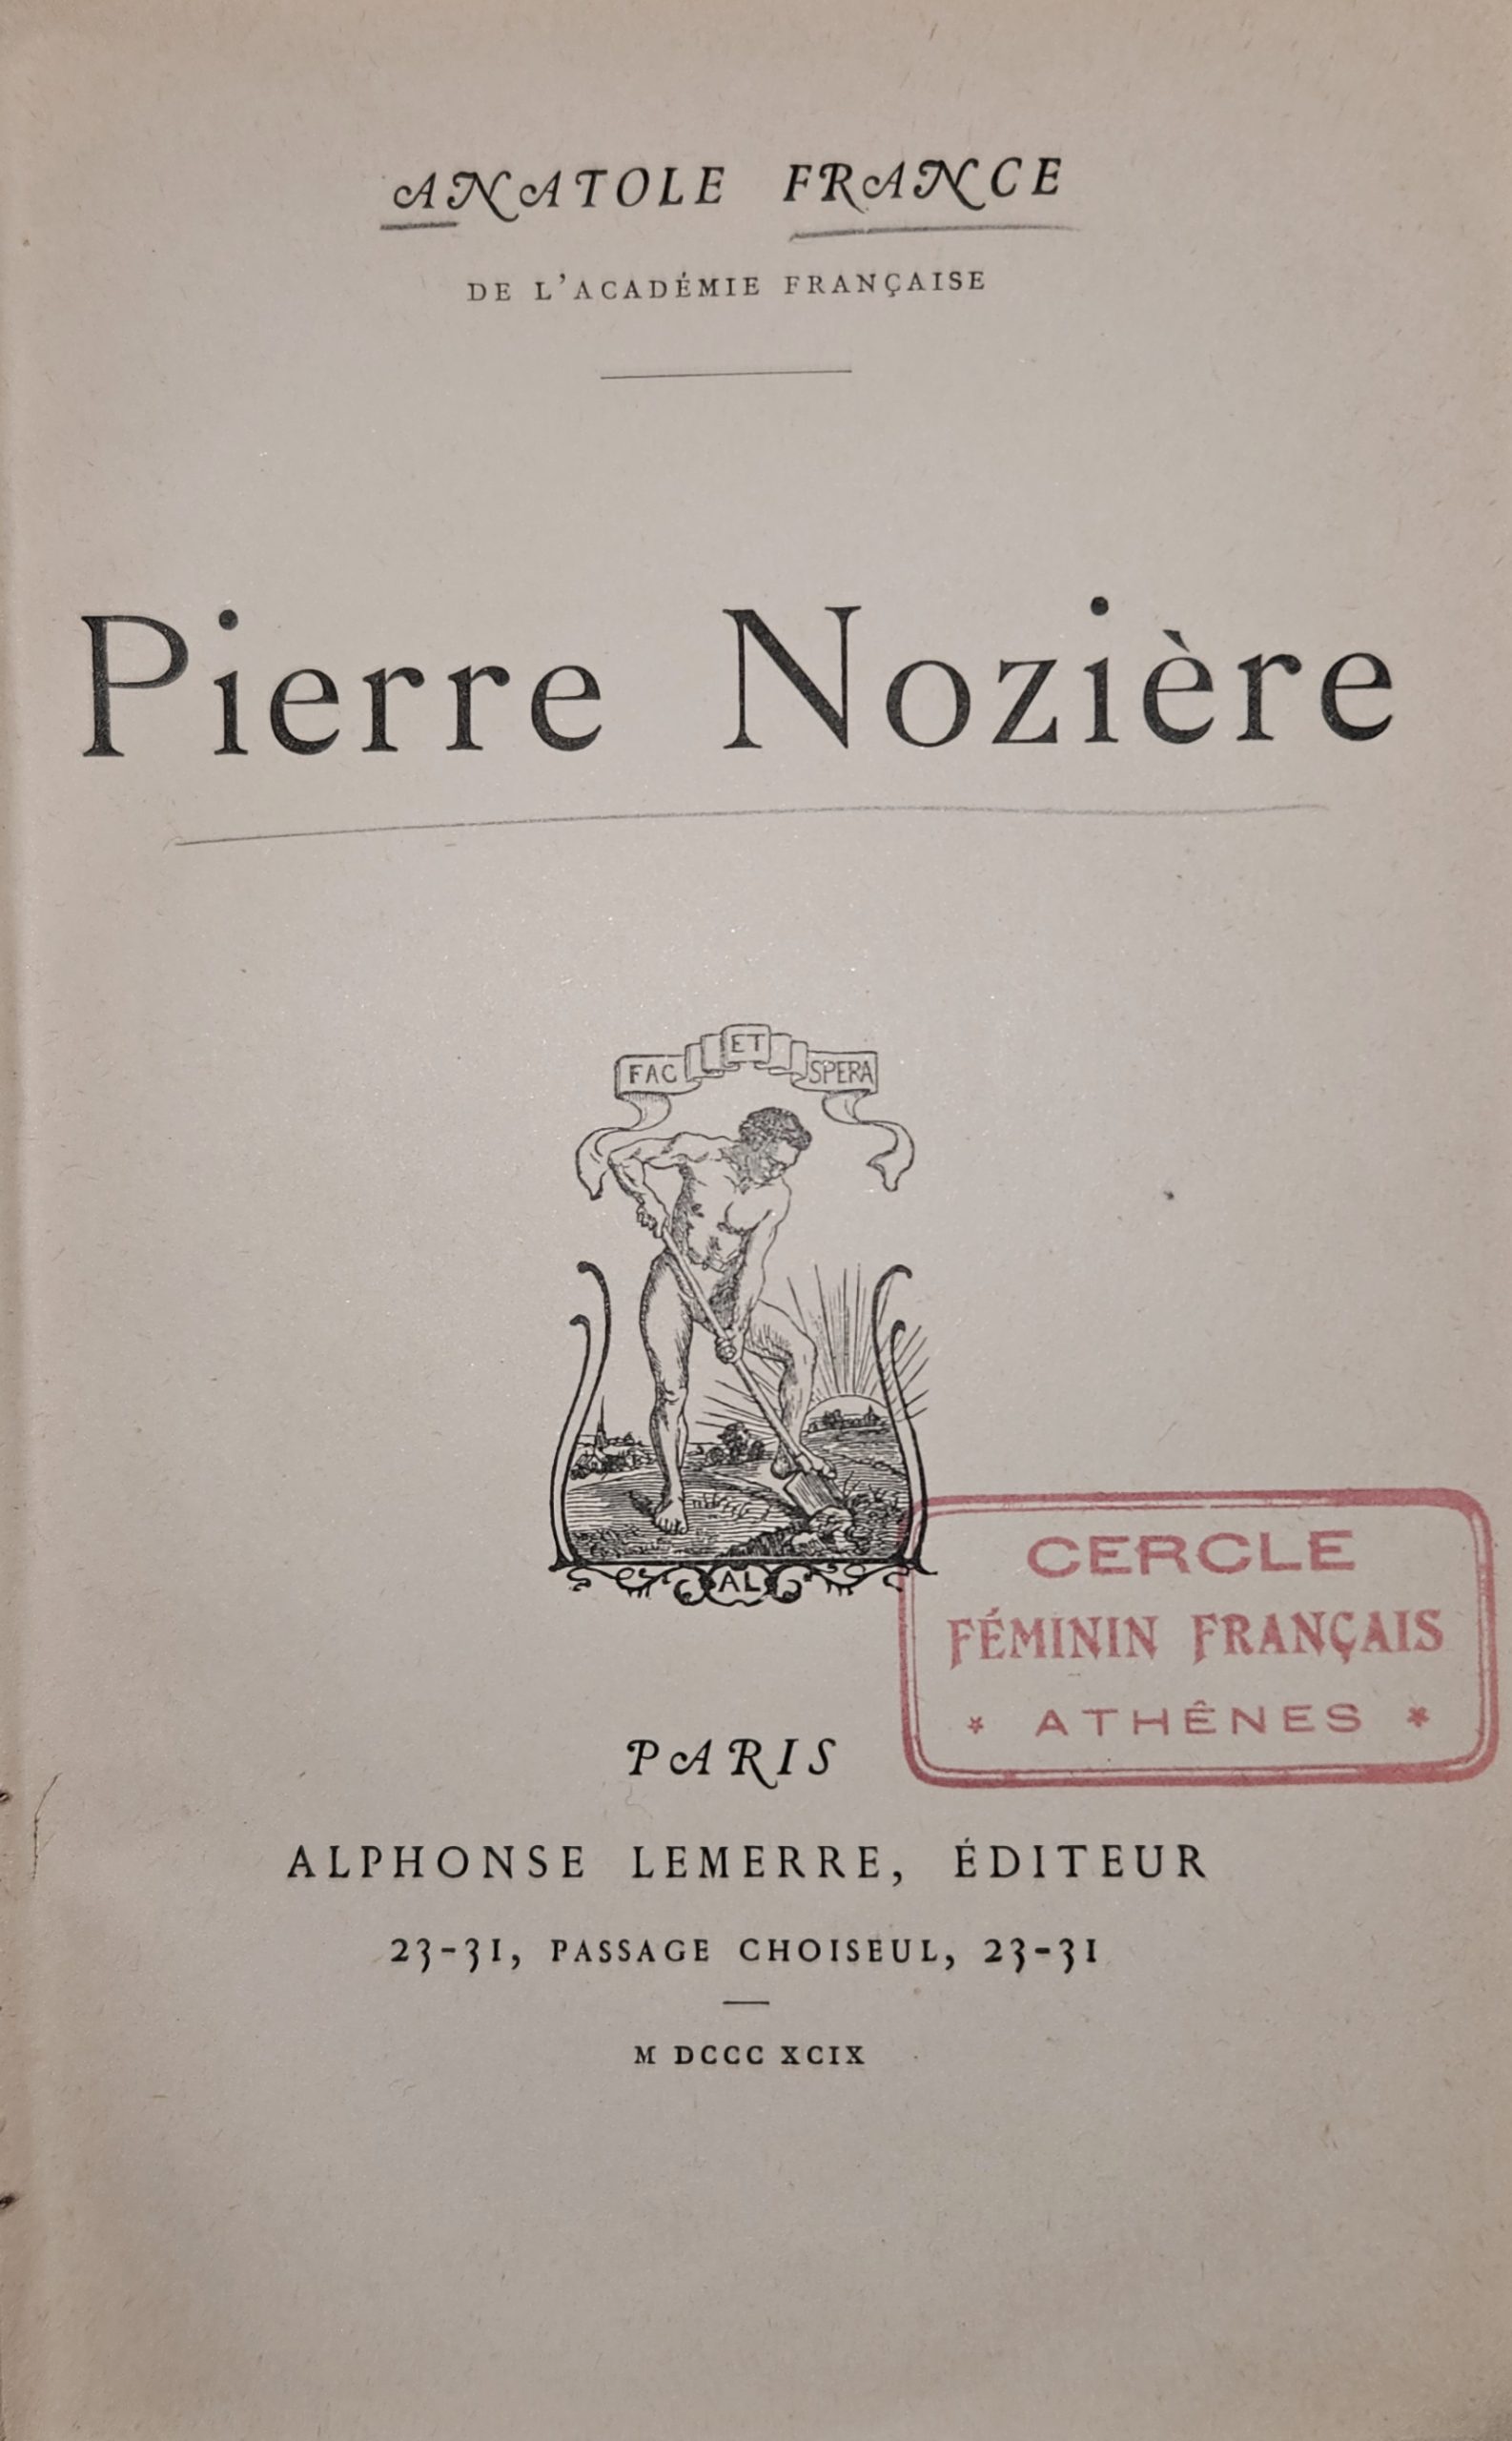 ANATOLE FRANCE
DE L'ACADÉMIE FRANÇAISE
Pierre Nozière
FAC ET SPERA
AL
CERCLE
FÉMININ FRANÇAIS
* ATHÊNES *
PARIS
ALPHONSE LEMERRE, ÉDITEUR
23-31, PASSAGE CHOISEUL, 23-31
M DCCC XCIX